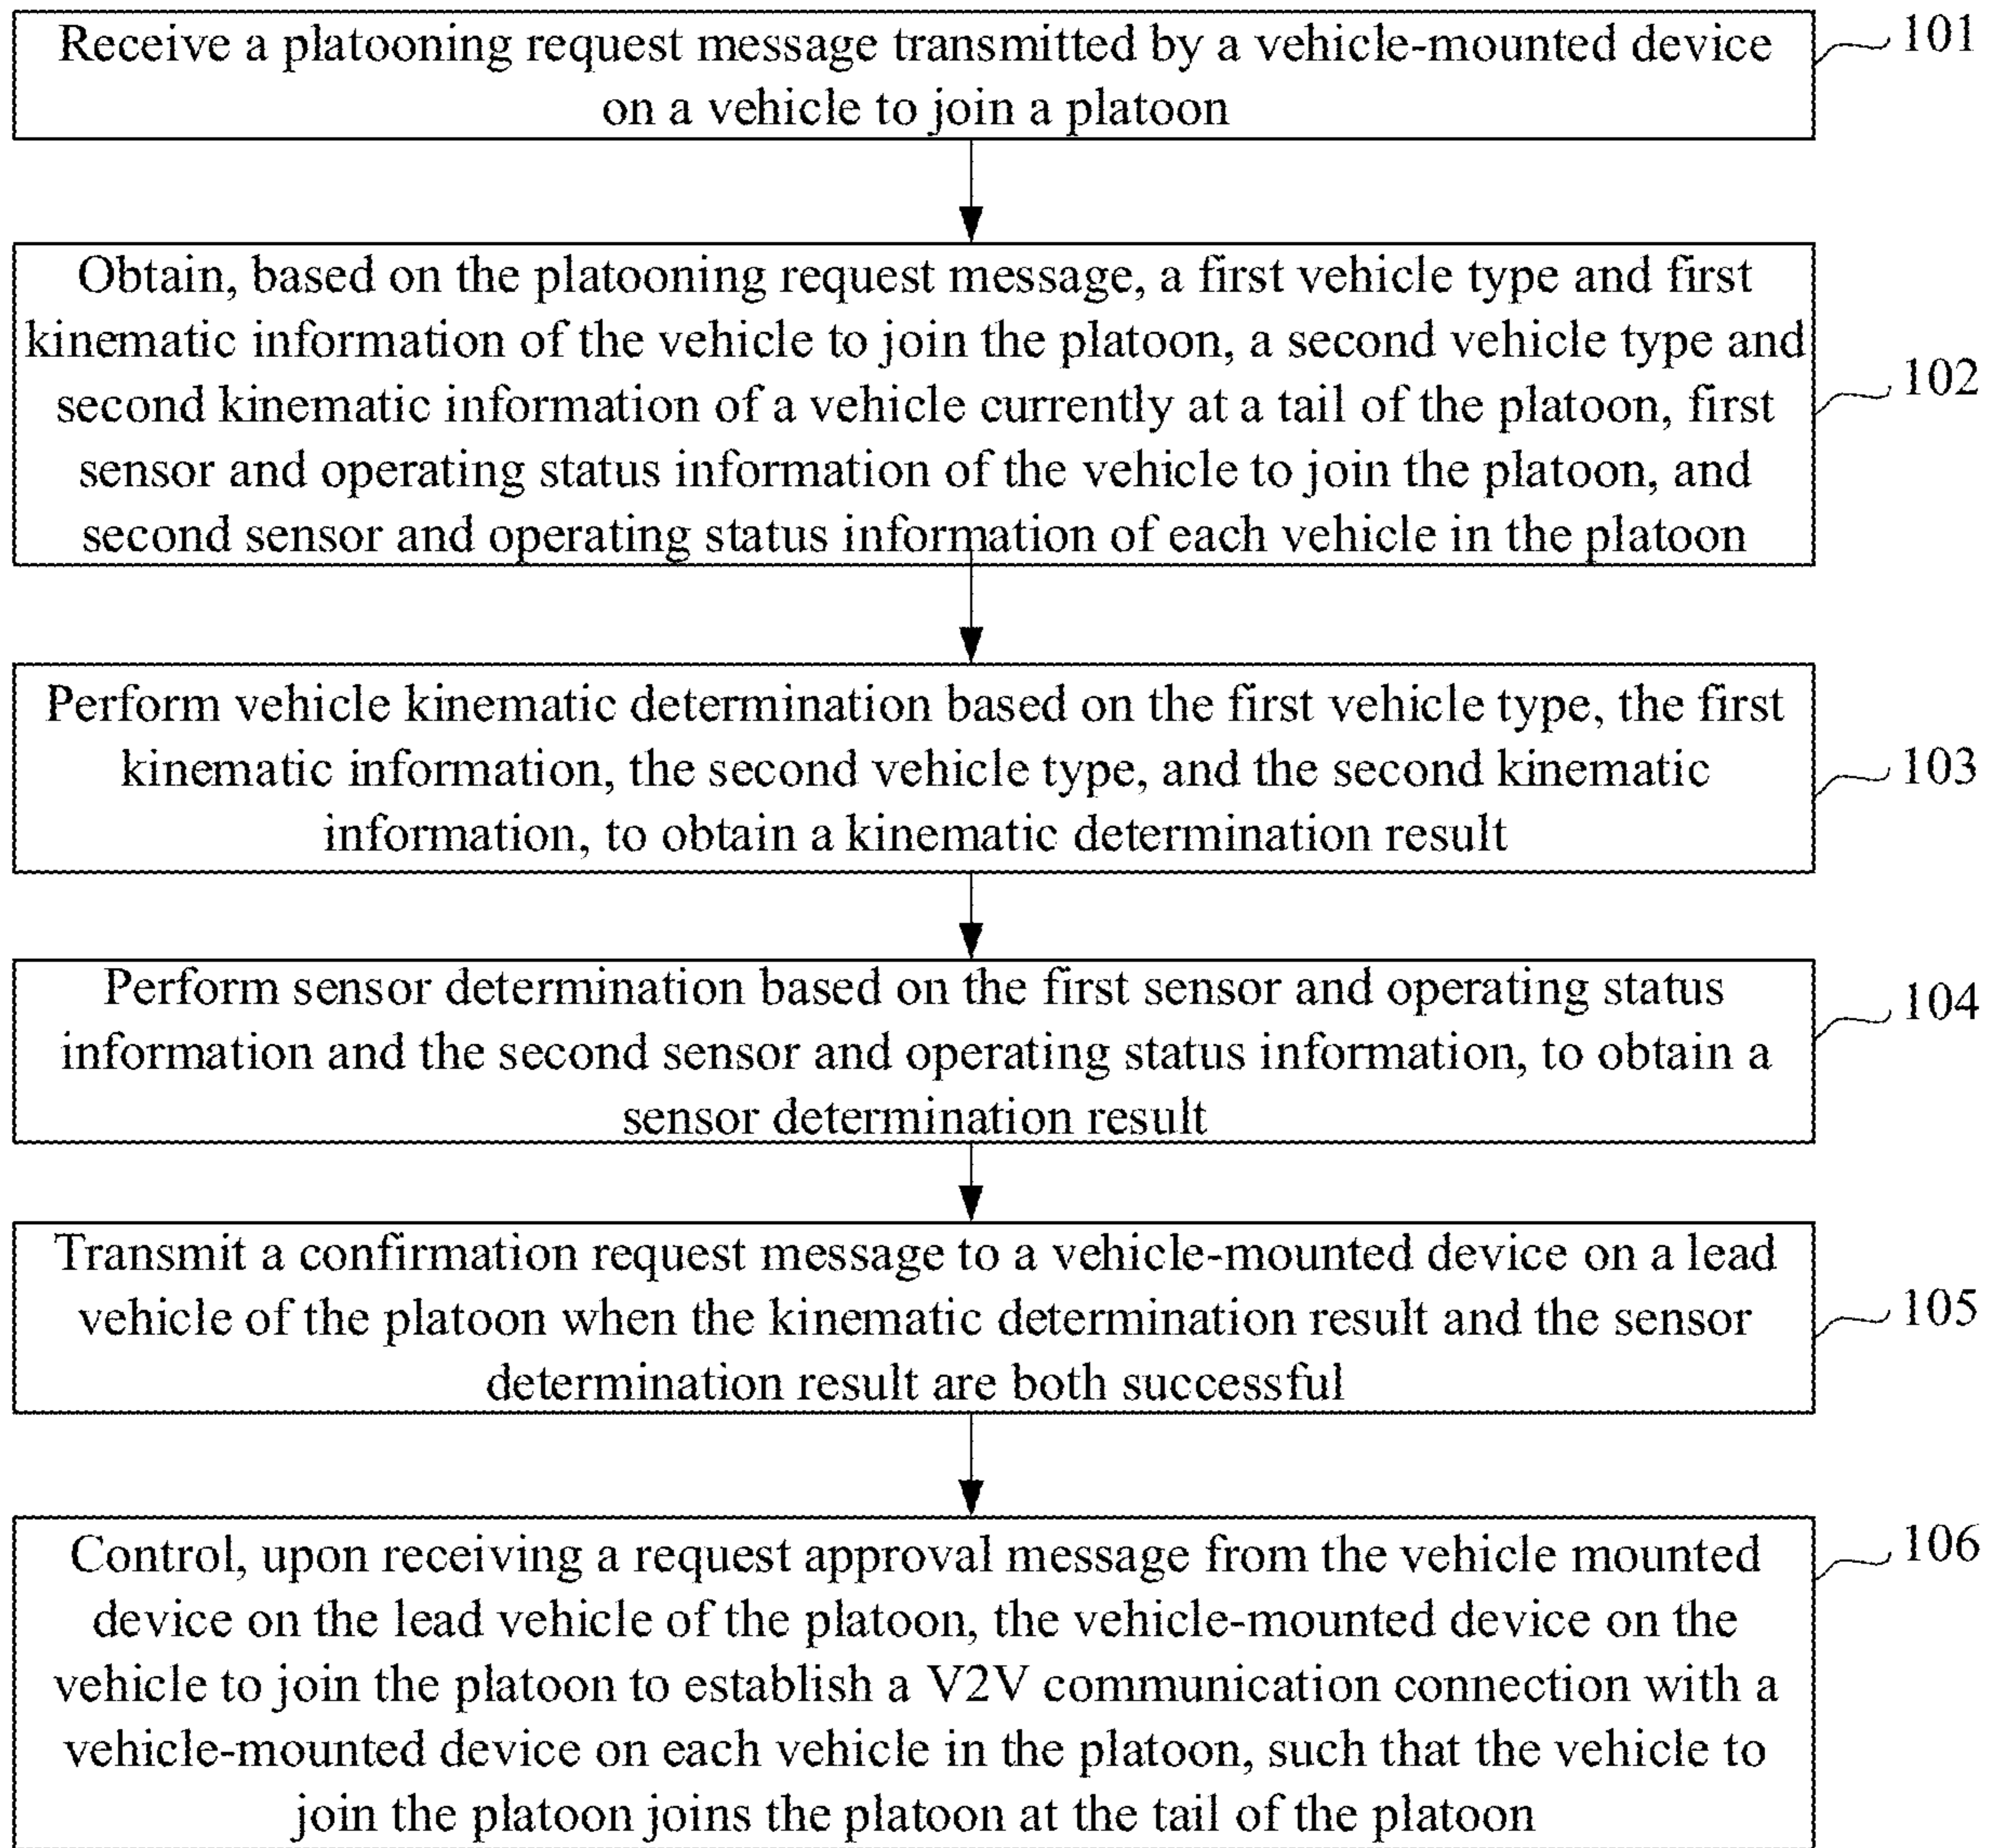 Receive a platooning request message transmitted by a vehicle-mounted device
on a vehicle to join a platoon
101
Obtain, based on the platooning request message, a first vehicle type and first
kinematic information of the vehicle to join the platoon, a second vehicle type and
second kinematic information of a vehicle currently at a tail of the platoon, first
sensor and operating status information of the vehicle to join the platoon, and
second sensor and operating status information of each vehicle in the platoon
102
Perform vehicle kinematic determination based on the first vehicle type, the first
kinematic information, the second vehicle type, and the second kinematic
information, to obtain a kinematic determination result
103
Perform sensor determination based on the first sensor and operating status
information and the second sensor and operating status information, to obtain a
sensor determination result
104
Transmit a confirmation request message to a vehicle-mounted device on a lead
vehicle of the platoon when the kinematic determination result and the sensor
determination result are both successful
105
Control, upon receiving a request approval message from the vehicle mounted
device on the lead vehicle of the platoon, the vehicle-mounted device on the
vehicle to join the platoon to establish a V2V communication connection with a
vehicle-mounted device on each vehicle in the platoon, such that the vehicle to
join the platoon joins the platoon at the tail of the platoon
106